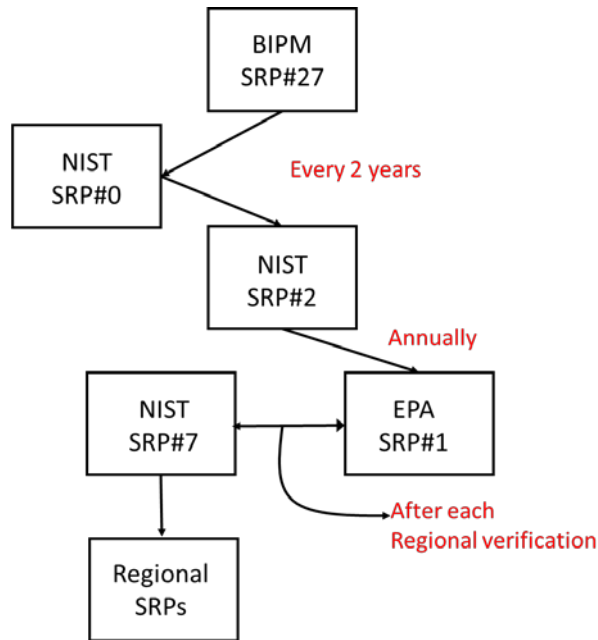 BIPM
SRP#27
NIST
SRP#0
Every 2 years
NIST
SRP#2
Annually
NIST
SRP#7
EPA
SRP#1
After each
Regional verification
Regional
SRPs